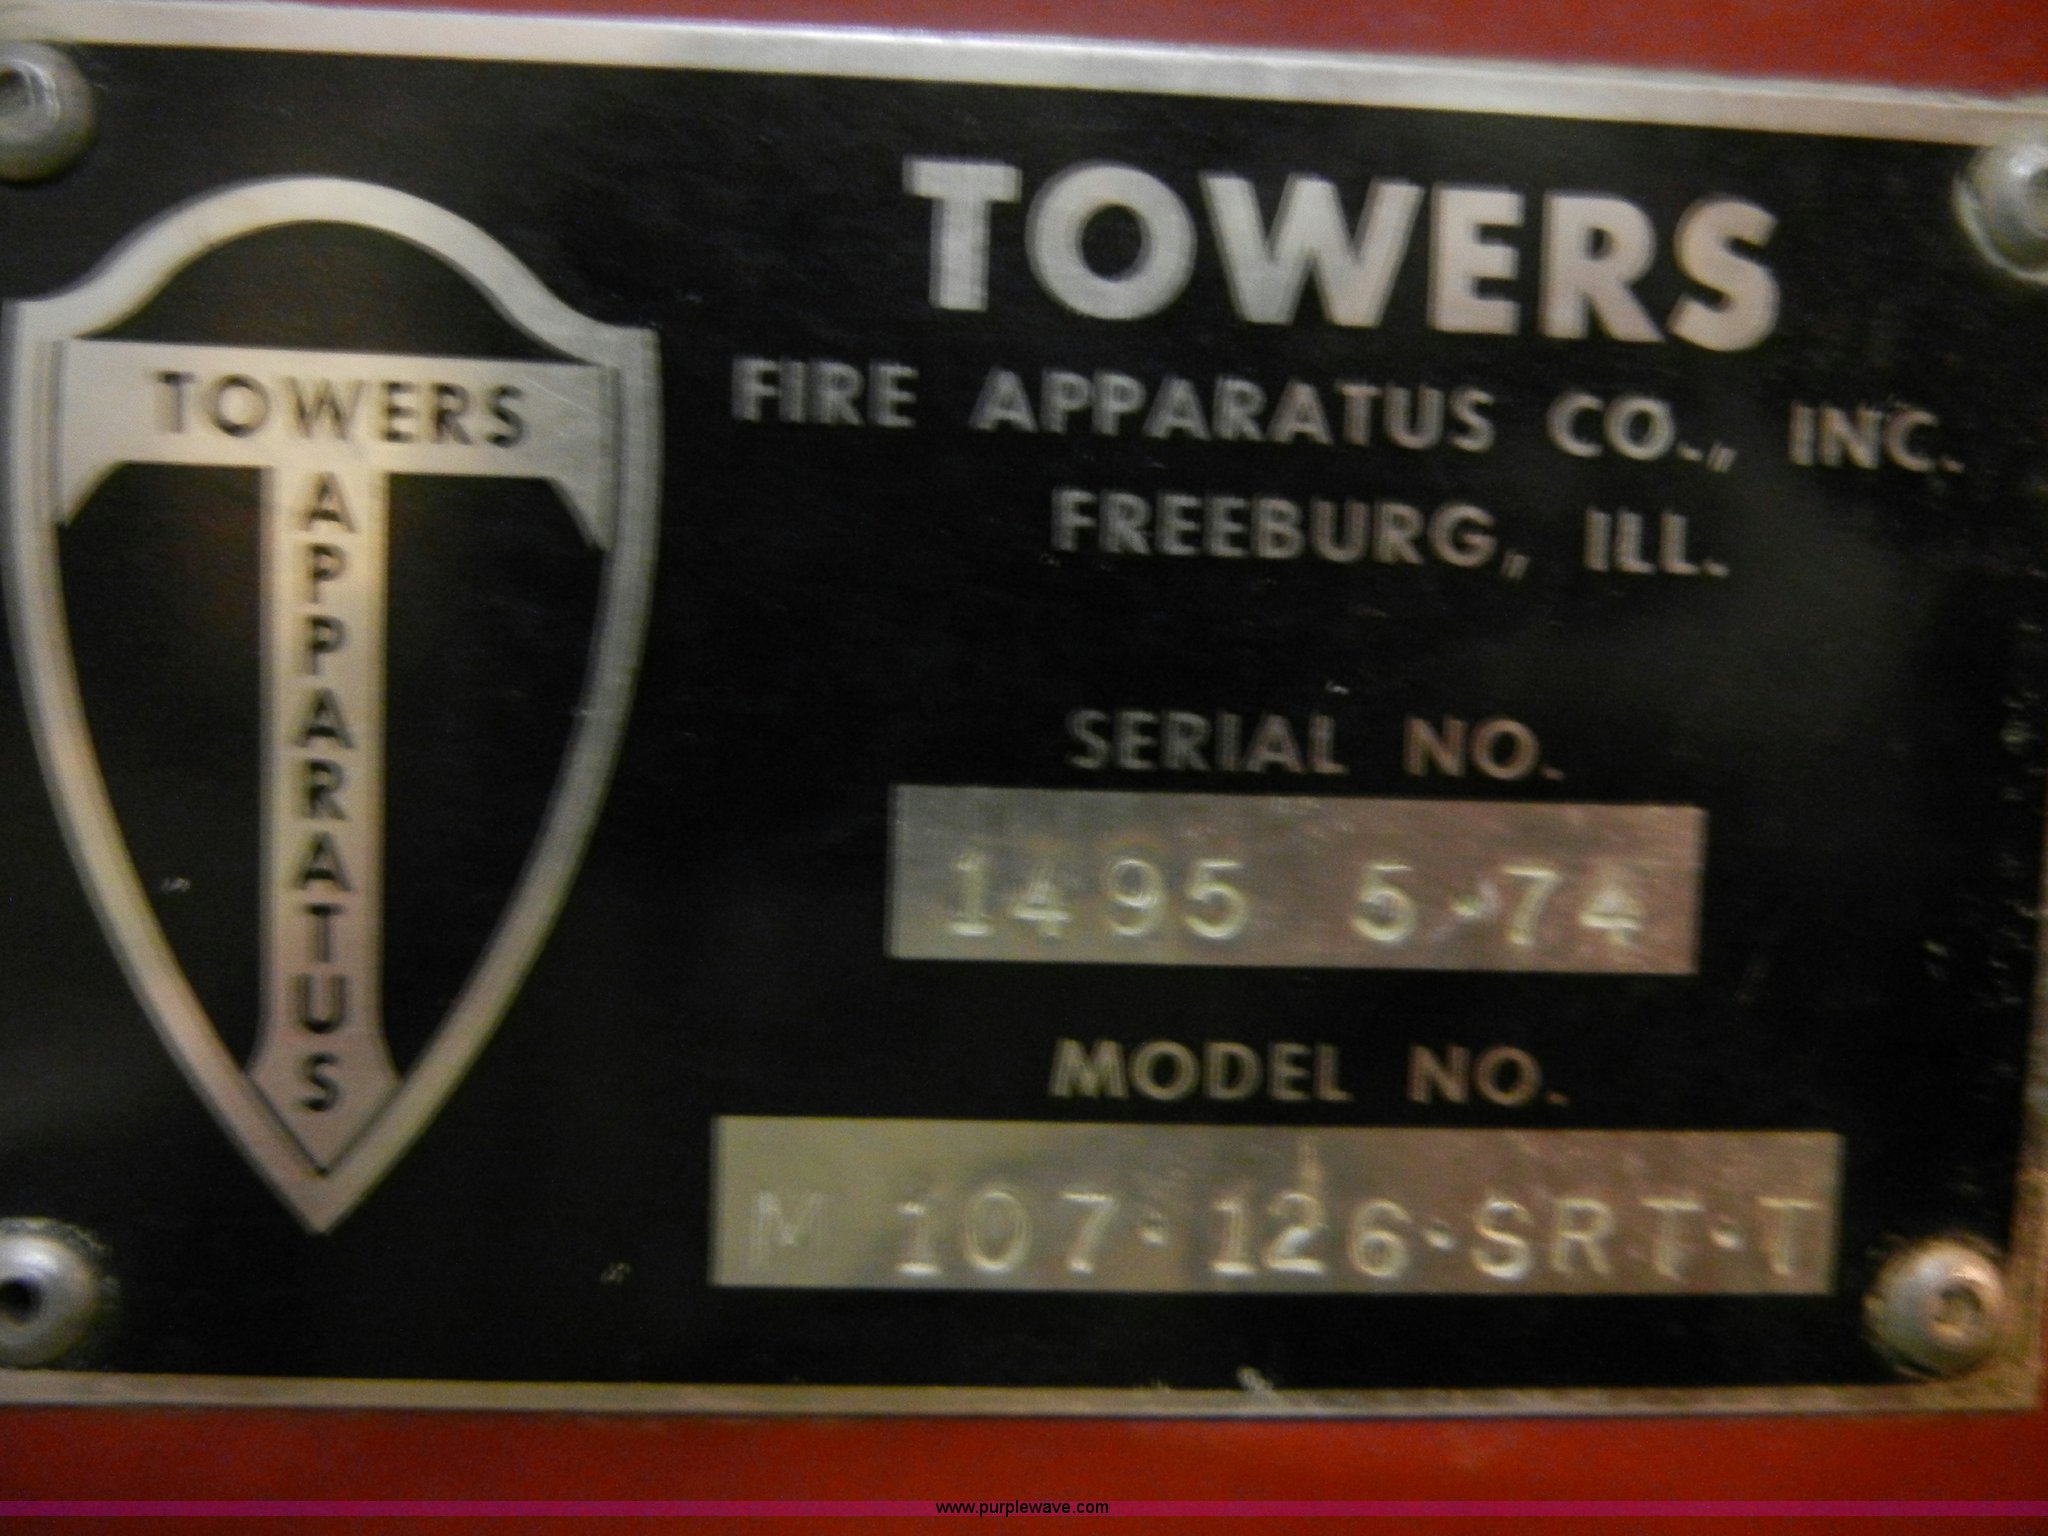 TOWERS
APPARATUS
TOWERS
FIRE APPARATUS CO., INC.
FREEBURG, ILL.
SERIAL NO.
1495 5-74
MODEL NO.
M 107-126-SRT-T
www.purplewave.com